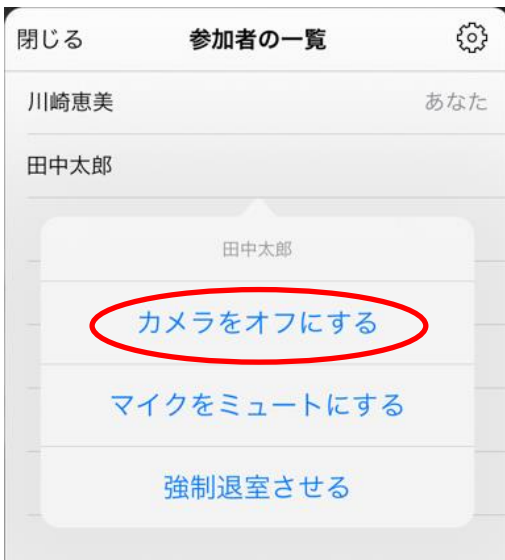 閉じる 参加者の一覧
川崎恵美 あなた
田中太郎
田中太郎
カメラをオフにする
マイクをミュートにする
強制退室させる